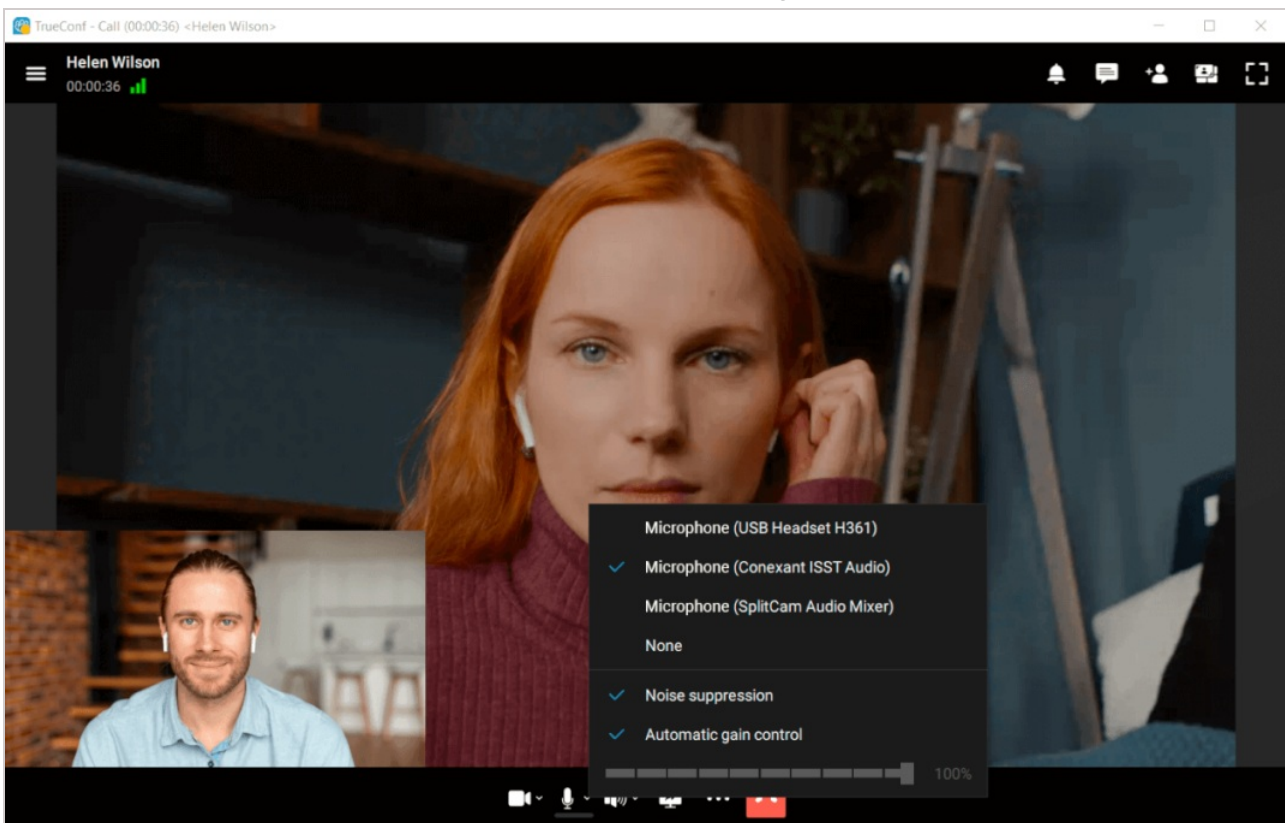 TrueConf - Call (00:00:36) <Helen Wilson>
Helen Wilson
00:00:36
Microphone (USB Headset H361)
Microphone (Conexant ISST Audio)
Microphone (SplitCam Audio Mixer)
None
Noise suppression
Automatic gain control
100%